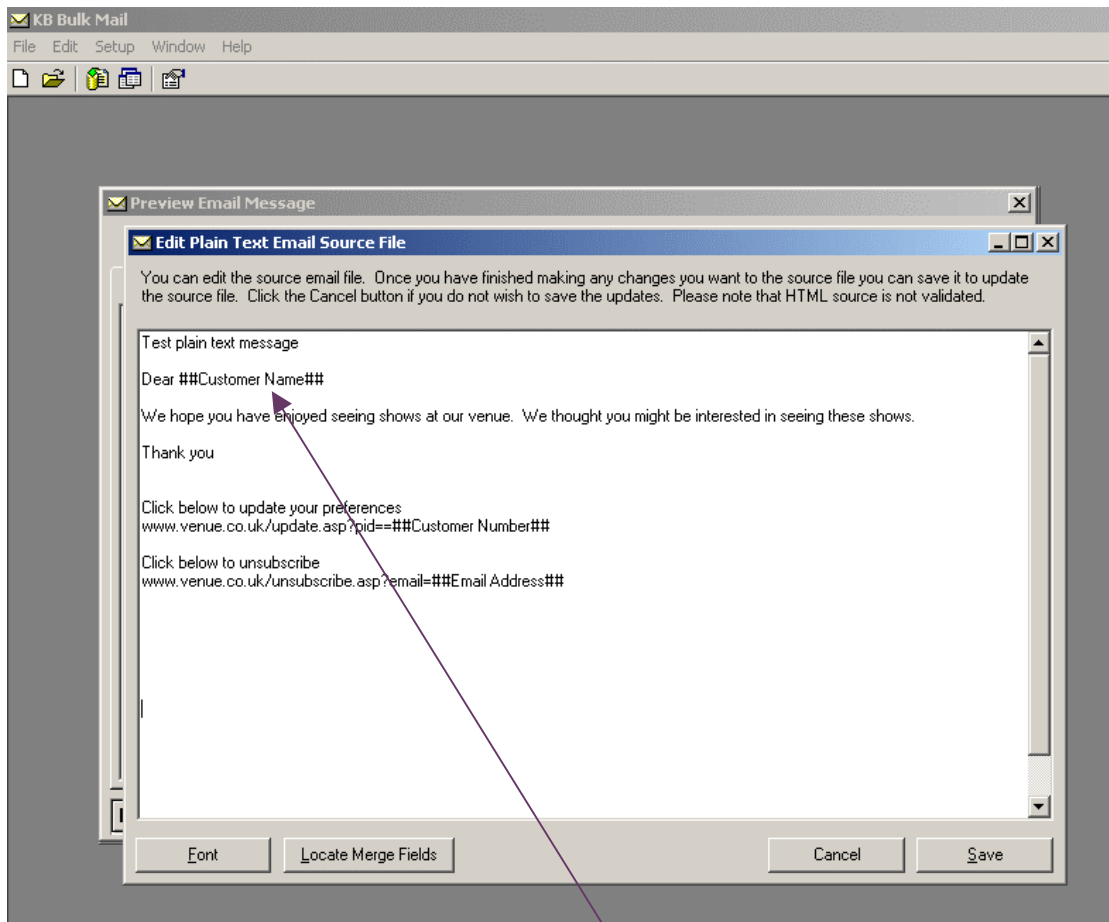 KB Bulk Mail
File Edit Setup Window Help
Preview Email Message
Edit Plain Text Email Source File
You can edit the source email file. Once you have finished making any changes you want to the source file you can save it to update
the source file. Click the Cancel button if you do not wish to save the updates. Please note that HTML source is not validated.
Test plain text message
Dear ##Customer Name##
We hope you have enjoyed seeing shows at our venue. We thought you might be interested in seeing these shows.
Thank you
Click below to update your preferences
www.venue.co.uk/update.asp?pid==##Customer Number##
Click below to unsubscribe
www.venue.co.uk/unsubscribe.asp?email=##Email Address##
Font Locate Merge Fields Cancel Save